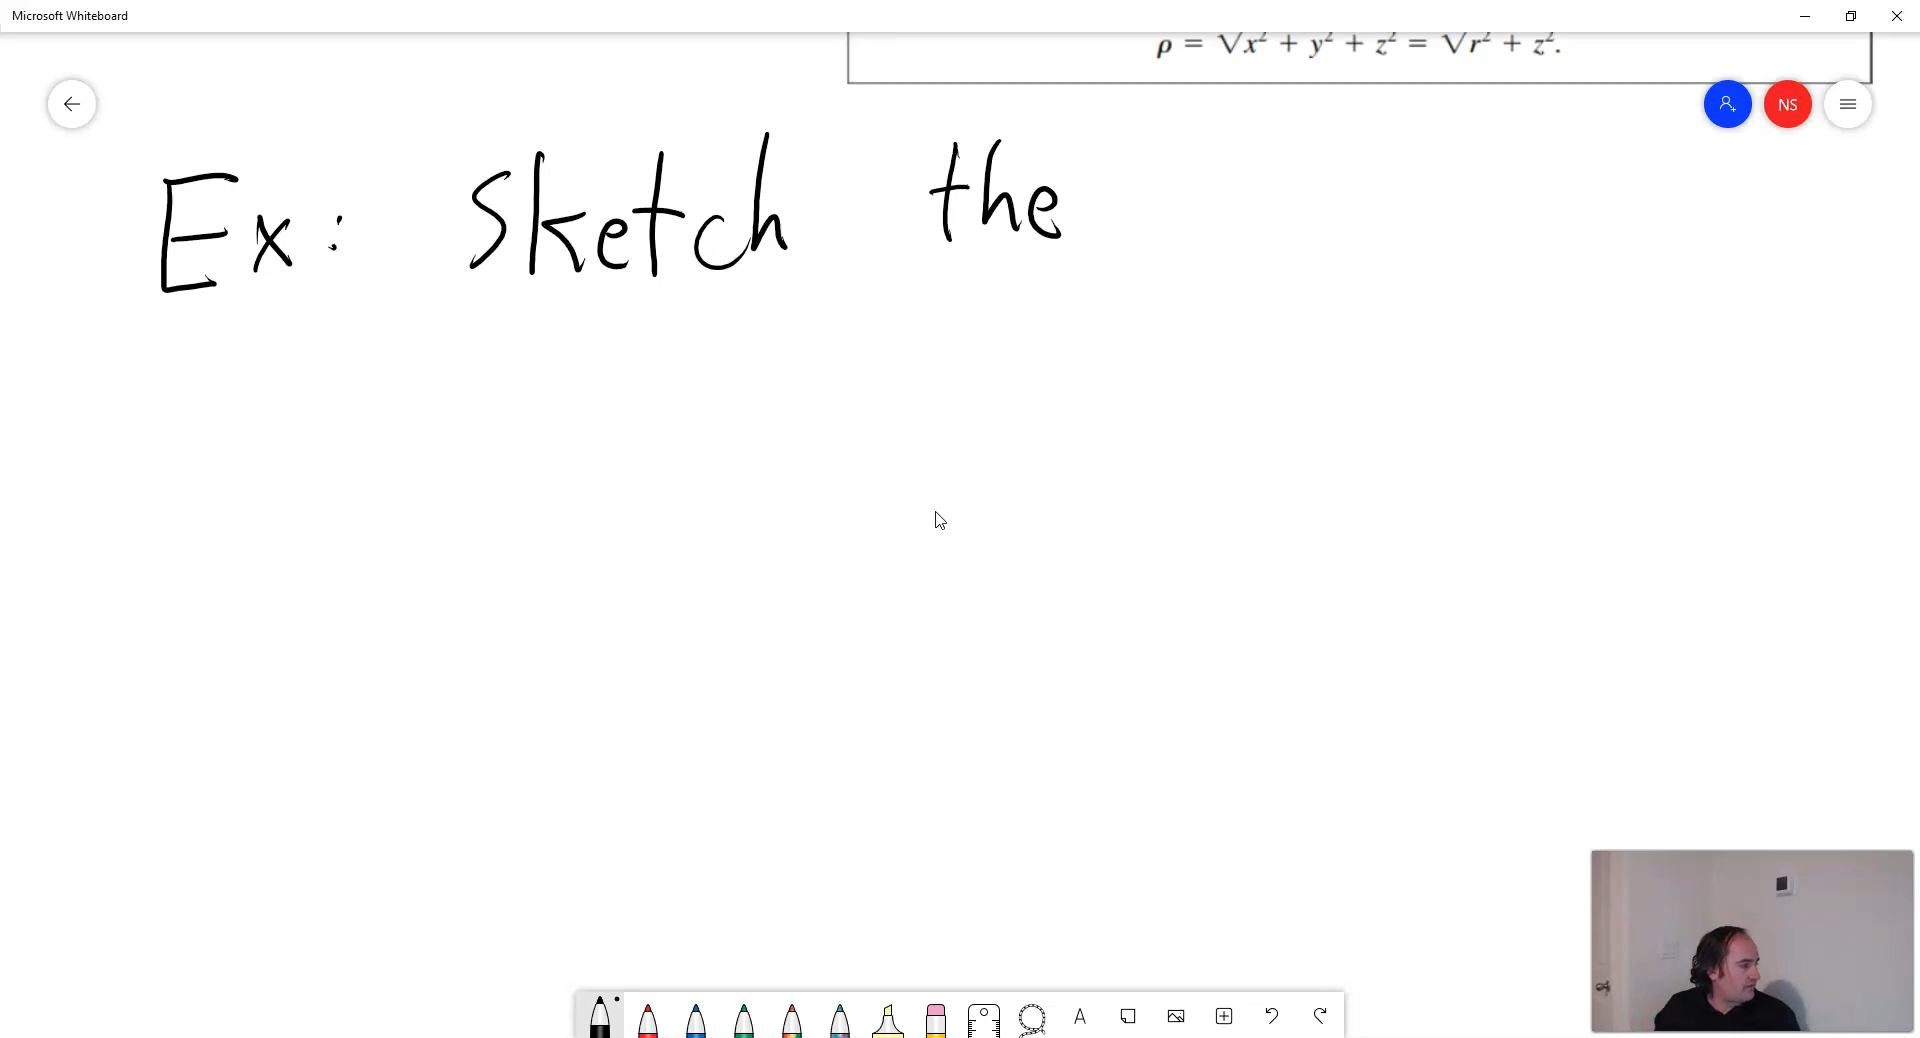 Microsoft Whiteboard
ρ = √x² + y² + z² = √r² + z².
NS
Ex: Sketch the
A